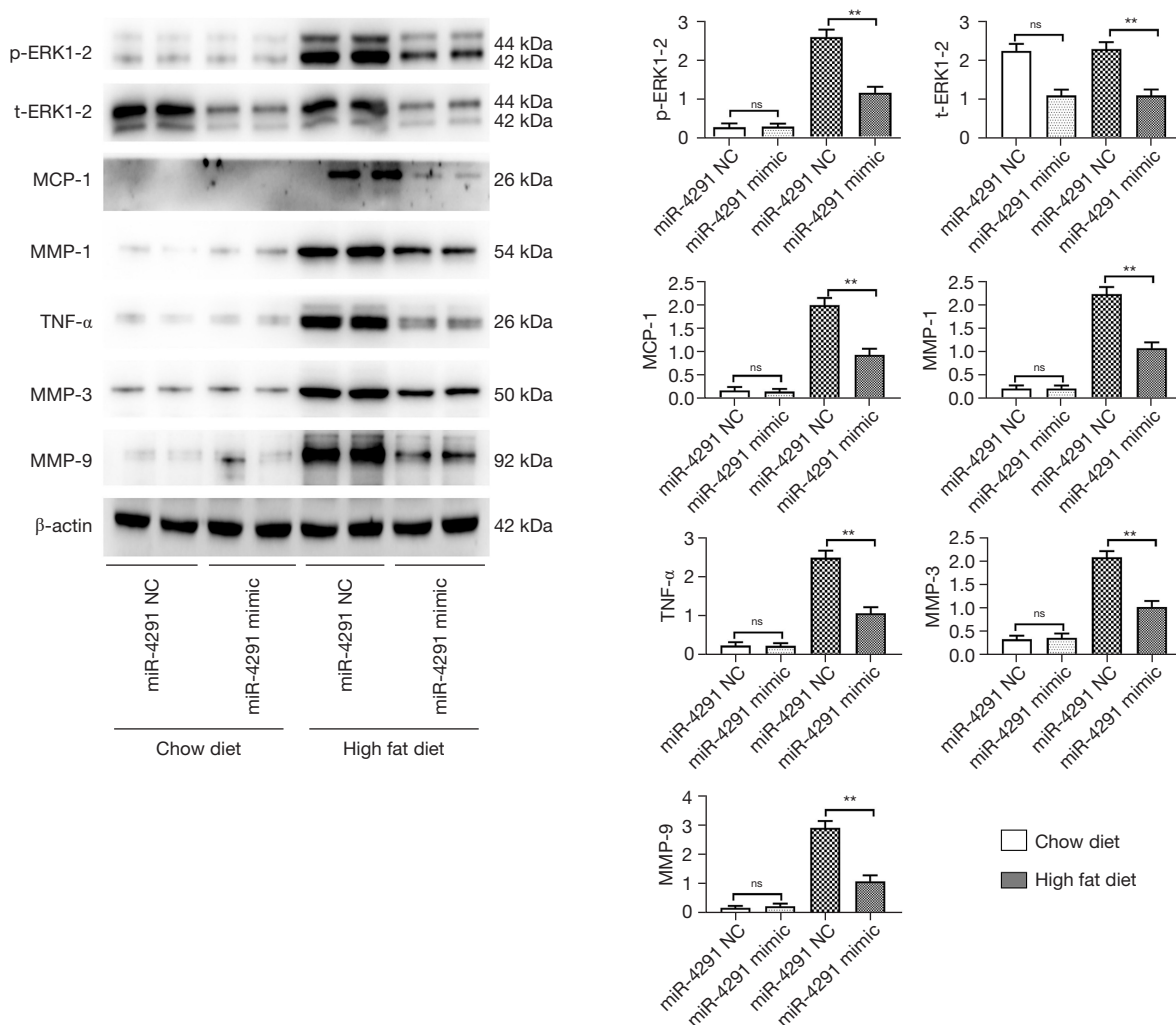 p-ERK1-2
44 kDa
42 kDa
t-ERK1-2
44 kDa
42 kDa
MCP-1
26 kDa
MMP-1
54 kDa
TNF-α
26 kDa
MMP-3
50 kDa
MMP-9
92 kDa
β-actin
42 kDa
miR-4291 NC
miR-4291 mimic
miR-4291 NC
miR-4291 mimic
Chow diet
High fat diet
p-ERK1-2
3
2
1
0
ns
**
miR-4291 NC
miR-4291 mimic
miR-4291 NC
miR-4291 mimic
t-ERK1-2
3
2
1
0
ns
**
miR-4291 NC
miR-4291 mimic
miR-4291 NC
miR-4291 mimic
MCP-1
2.5
2.0
1.5
1.0
0.5
0.0
ns
**
miR-4291 NC
miR-4291 mimic
miR-4291 NC
miR-4291 mimic
MMP-1
2.5
2.0
1.5
1.0
0.5
0.0
ns
**
miR-4291 NC
miR-4291 mimic
miR-4291 NC
miR-4291 mimic
TNF-α
3
2
1
0
ns
**
miR-4291 NC
miR-4291 mimic
miR-4291 NC
miR-4291 mimic
MMP-3
2.5
2.0
1.5
1.0
0.5
0.0
ns
**
miR-4291 NC
miR-4291 mimic
miR-4291 NC
miR-4291 mimic
MMP-9
4
3
2
1
0
ns
**
miR-4291 NC
miR-4291 mimic
miR-4291 NC
miR-4291 mimic
Chow diet
High fat diet